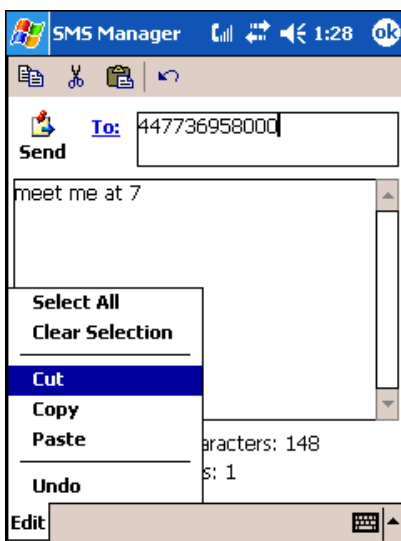 SMS Manager 1:28 ok
To: 447736958000
Send
meet me at 7
Select All
Clear Selection
Cut
Copy
Paste
aracters: 148
s: 1
Undo
Edit